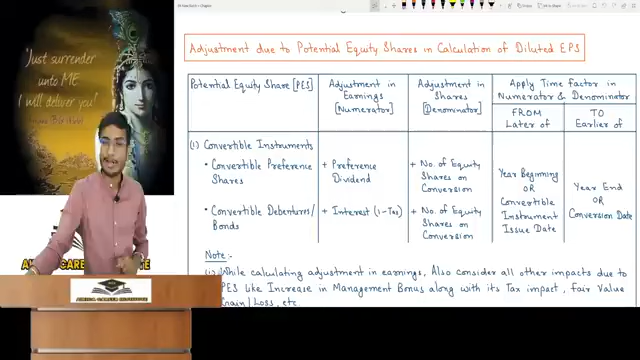 "Just surrender
unto ME
I will deliver you"
Adjustment due to Potential Equity Shares in Calculation of Diluted EPS
Potential Equity Share [PES]
Adjustment in
Earnings
[Numerator]
Adjustment in
Shares
[Denominator]
Apply Time Factor in
Numerator & Denominator
FROM
Later of
TO
Earlier of
(1) Convertible Instruments
• Convertible Preference
Shares
+ Preference
Dividend
+ No. of Equity
Shares on
Conversion
• Convertible Debentures/
Bonds
+ Interest (1-Tax)
+ No. of Equity
Shares on
Conversion
Year Beginning
OR
Convertible
Instrument
Issue Date
Year End
OR
Conversion Date
Note:-
While calculating adjustment in earnings, Also consider all other impacts due to
PES like Increase in Management Bonus along with its Tax impact, Fair Value
Gain/Loss, etc.